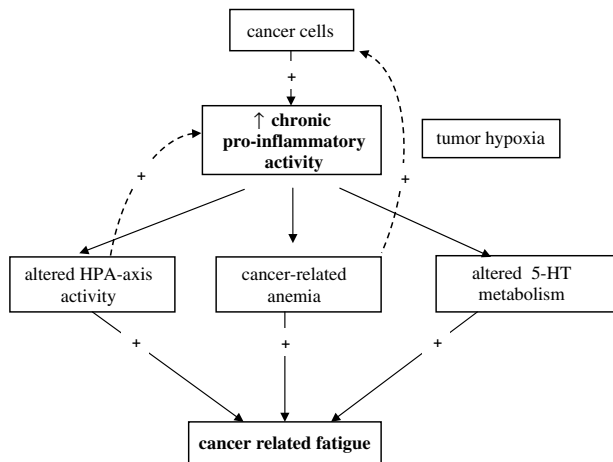 cancer cells
+
↑ chronic
pro-inflammatory
activity
tumor hypoxia
+
+
altered HPA-axis
activity
cancer-related
anemia
altered 5-HT
metabolism
+
+
+
cancer related fatigue